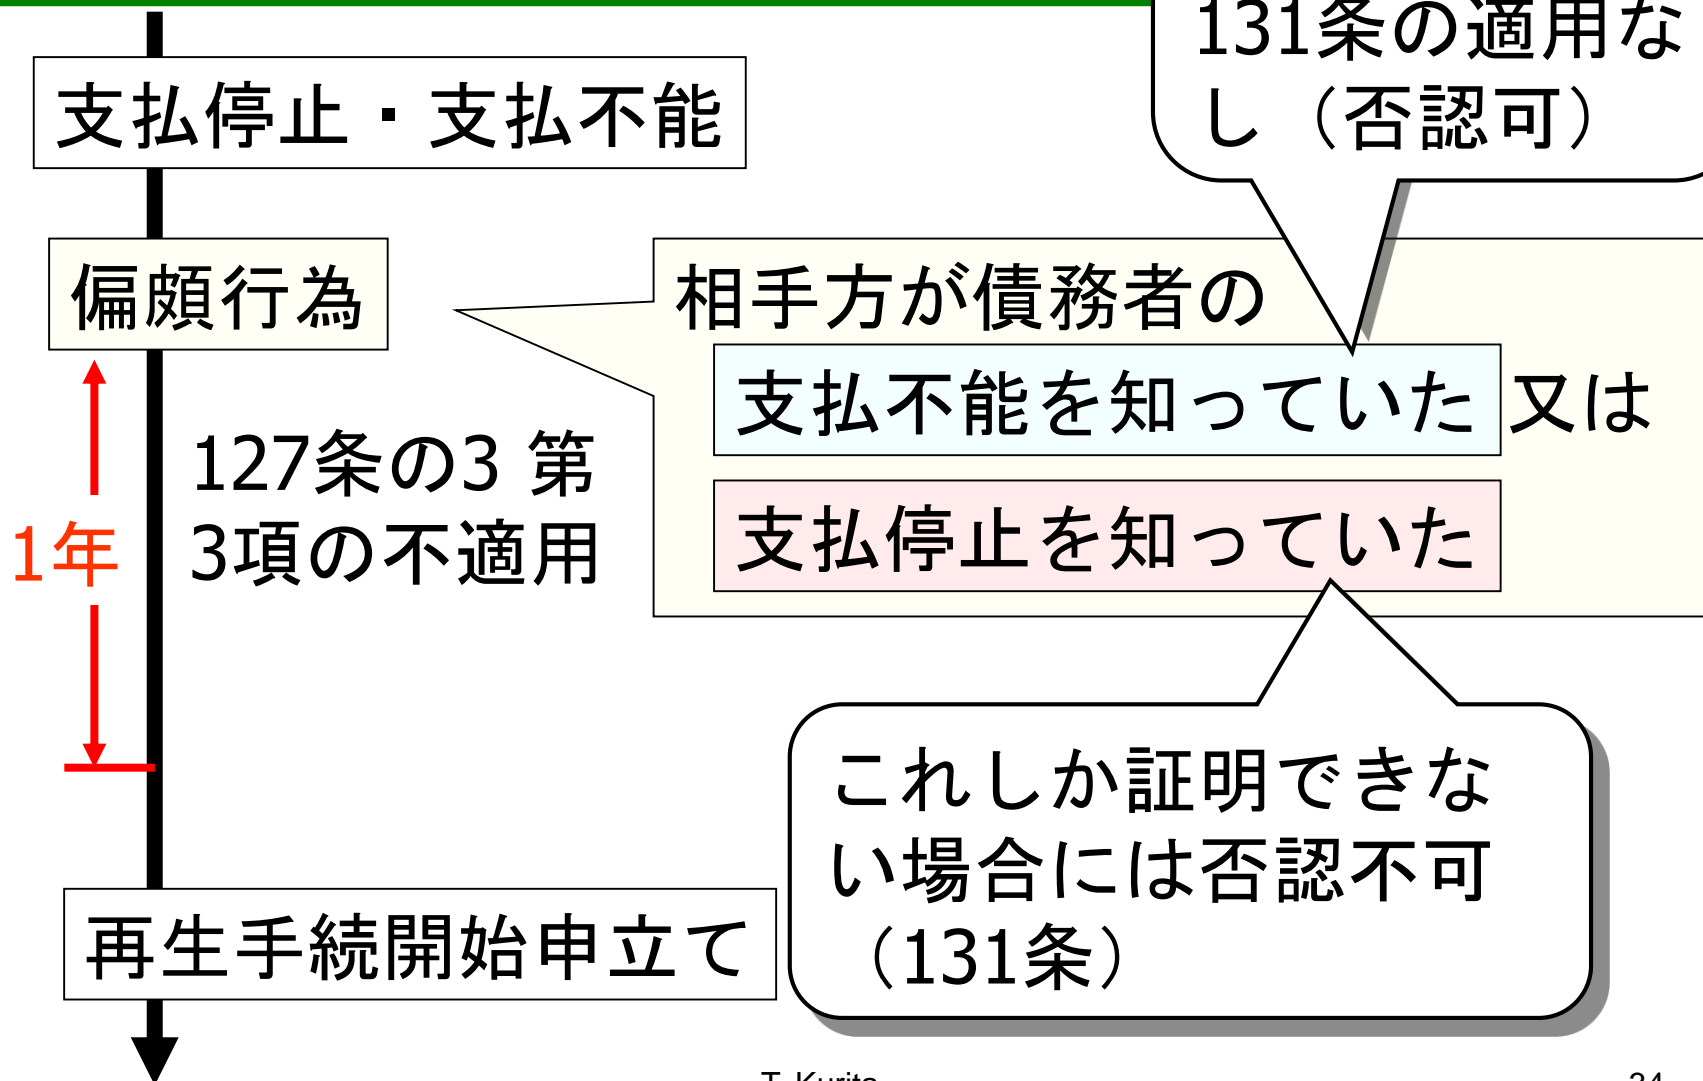 131条の適用な
し（否認可）
支払停止・支払不能
偏頗行為
相手方が債務者の
支払不能を知っていた 又は
支払停止を知っていた
127条の3 第
3項の不適用
1年
これしか証明できな
い場合には否認不可
（131条）
再生手続開始申立て
T. Kurita